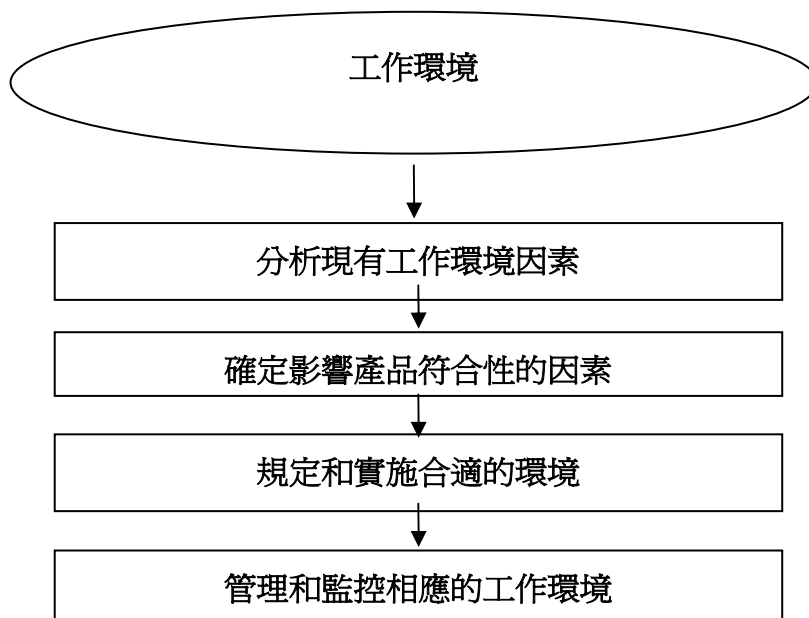 工作環境
分析現有工作環境因素
確定影響產品符合性的因素
規定和實施合適的環境
管理和監控相應的工作環境